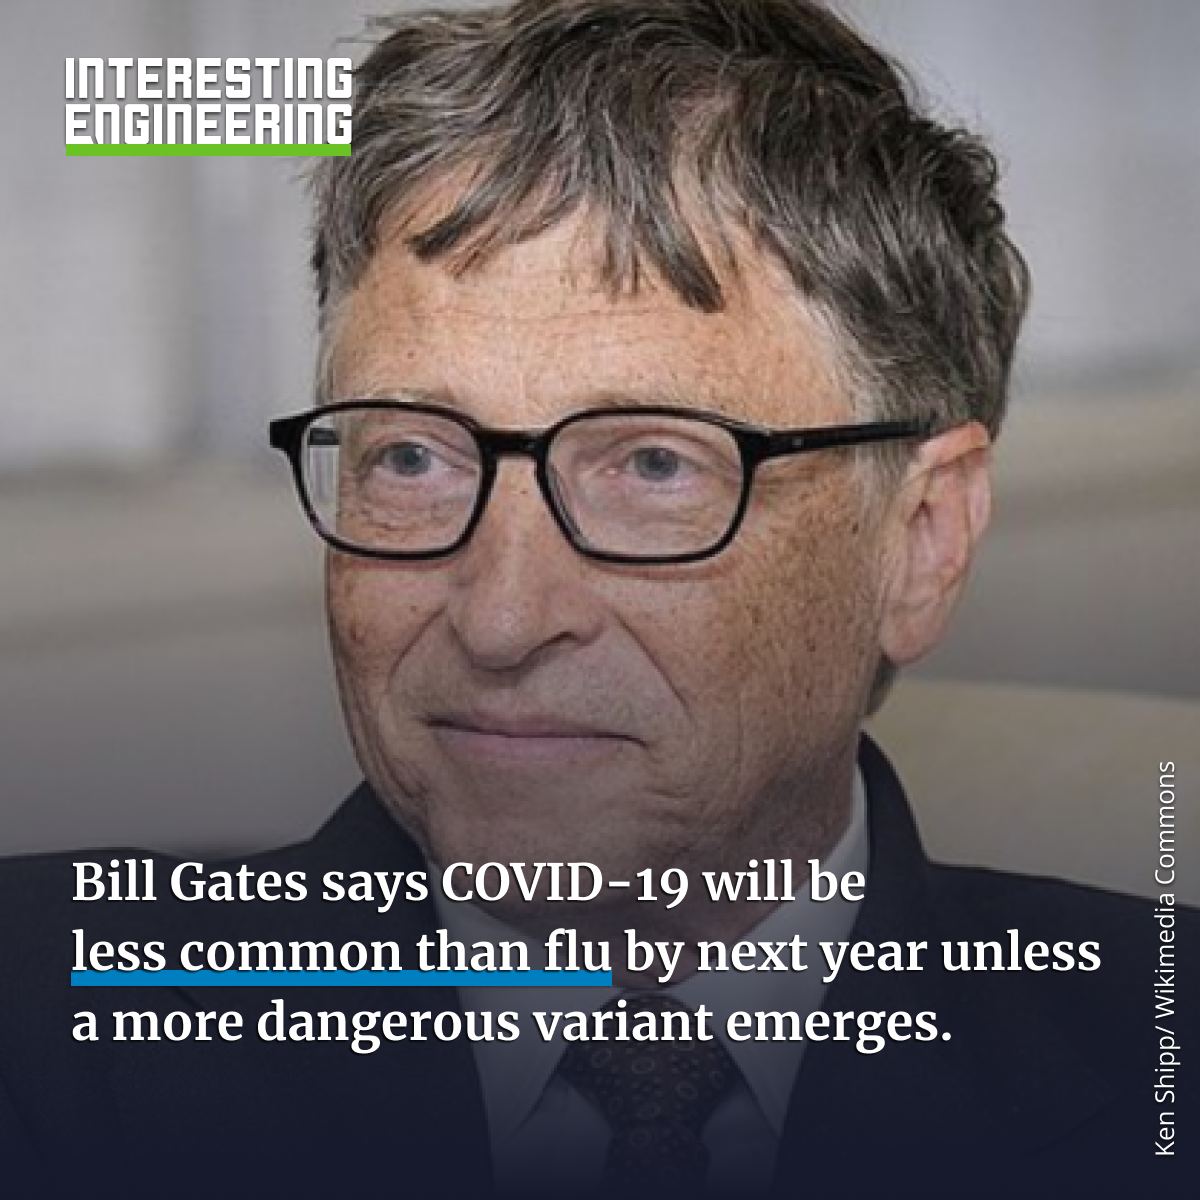 INTERESTING
ENGINEERING
Bill Gates says COVID-19 will be
less common than flu by next year unless
a more dangerous variant emerges.
Ken Shipp/ Wikimedia Commons